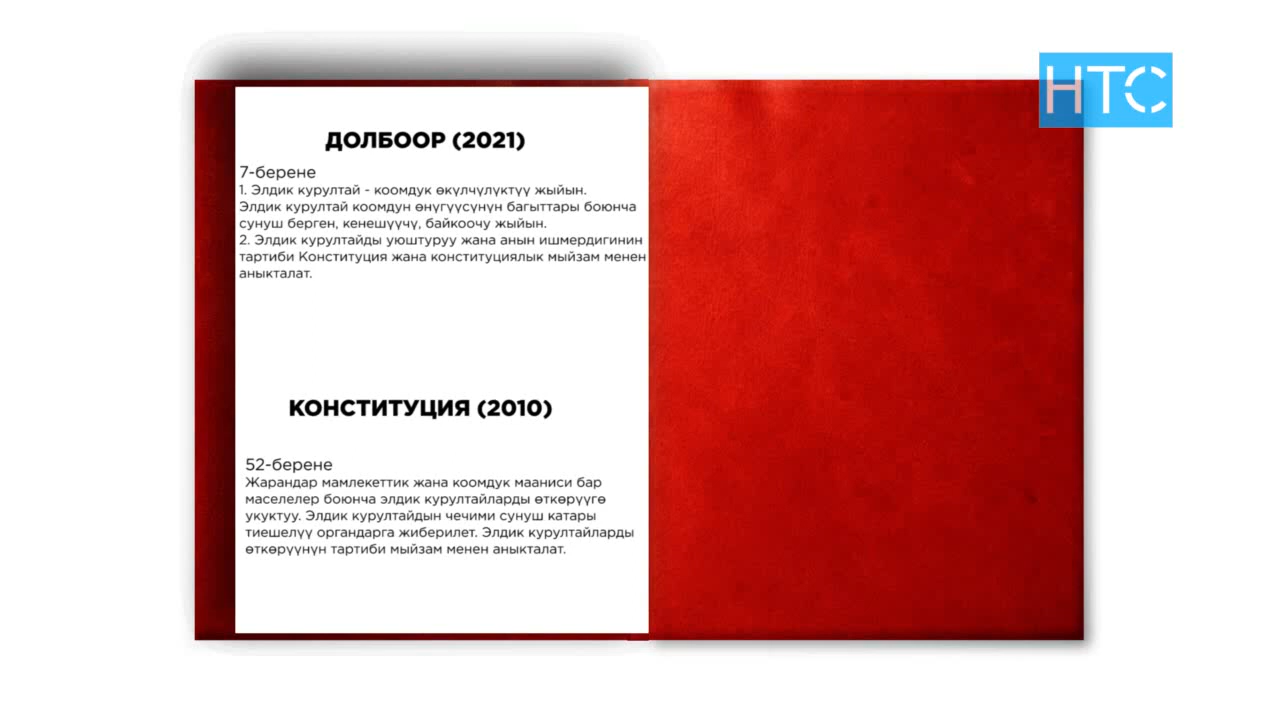 НТС
ДОЛБООР (2021)
7-берене
1. Элдик курултай - коомдук өкүлчүлүктүү жыйын.
Элдик курултай коомдун өнүгүүсүнүн багыттары боюнча
сунуш берген, кеңешүүчү, байкоочу жыйын.
2. Элдик курултайды уюштуруу жана анын ишмердигинин
тартиби Конституция жана конституциялык мыйзам менен
аныкталат.
КОНСТИТУЦИЯ (2010)
52-берене
Жарандар мамлекеттик жана коомдук мааниси бар
маселелер боюнча элдик курултайларды өткөрүүгө
укуктуу. Элдик курултайдын чечими сунуш катары
тиешелүү органдарга жиберилет. Элдик курултайларды
өткөрүүнүн тартиби мыйзам менен аныкталат.